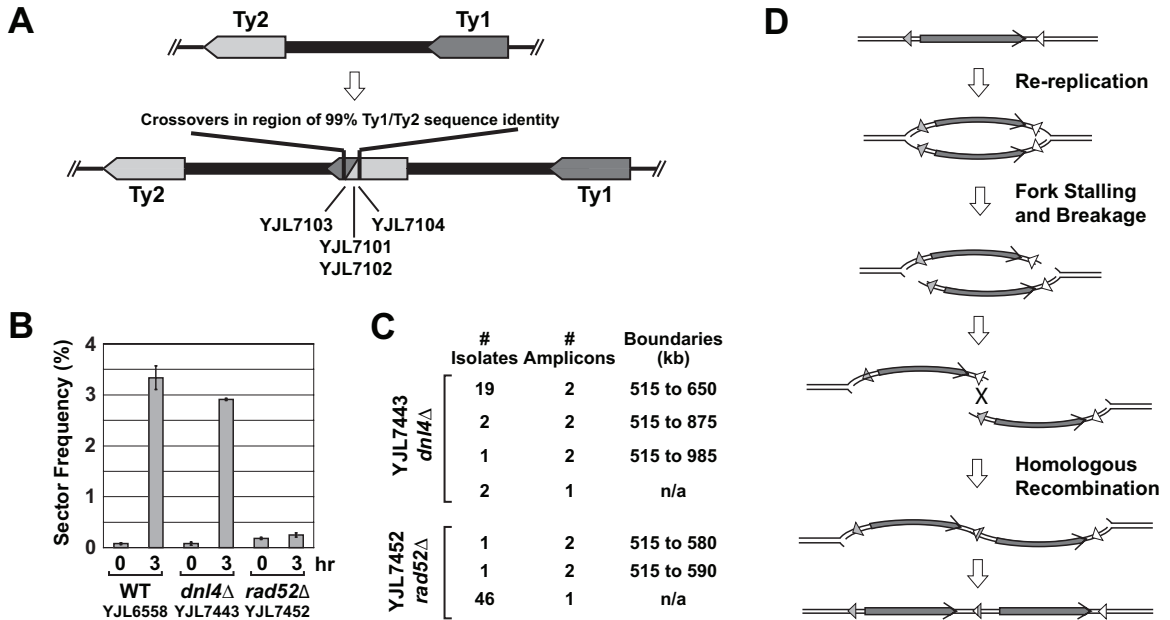 A
Ty2 Ty1
Crossovers in region of 99% Ty1/Ty2 sequence identity
Ty2 Ty1
YJL7103 YJL7104
YJL7101
YJL7102
B
Sector Frequency (%)
4
3
2
1
0
0 3 0 3 0 3 hr
WT dnl4Δ rad52Δ
YJL6558 YJL7443 YJL7452
C
# # Boundaries
Isolates Amplicons (kb)
YJL7443
dnl4Δ
19 2 515 to 650
2 2 515 to 875
1 2 515 to 985
2 1 n/a
YJL7452
rad52Δ
1 2 515 to 580
1 2 515 to 590
46 1 n/a
D
Re-replication
Fork Stalling
and Breakage
X
Homologous
Recombination